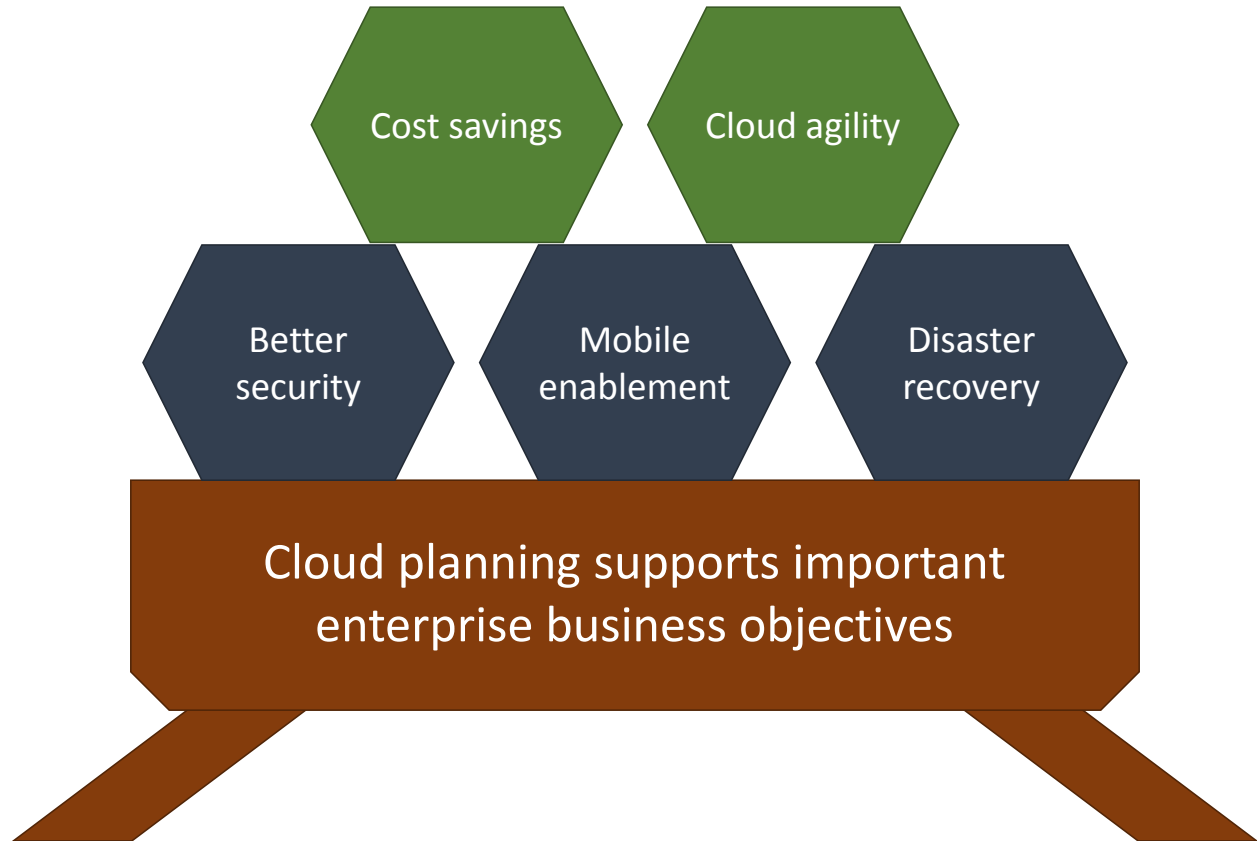 Cost savings
Cloud agility
Better
security
Mobile
enablement
Disaster
recovery
Cloud planning supports important
enterprise business objectives